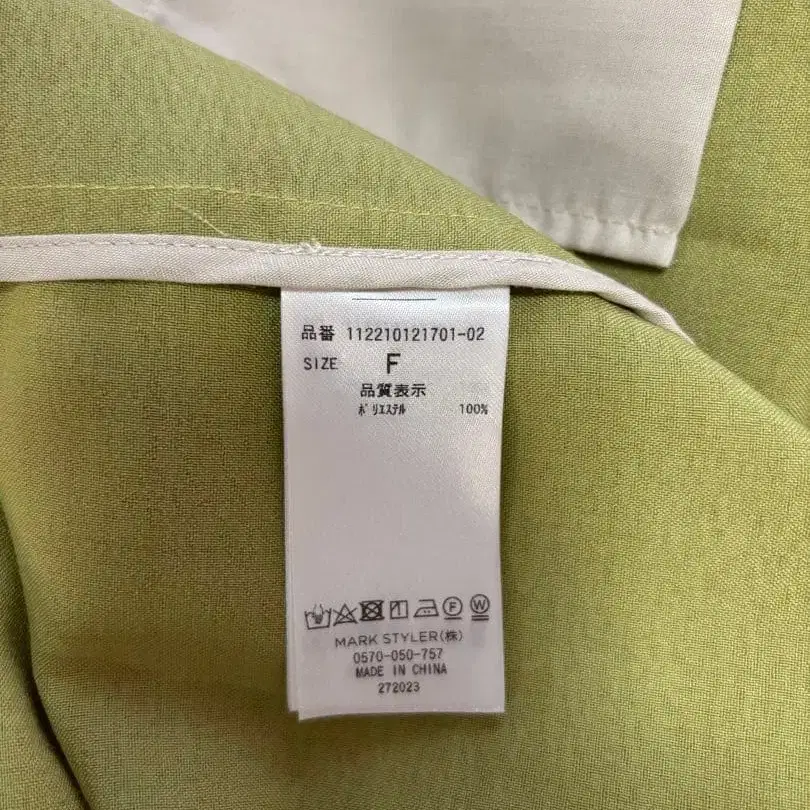 品番 112210121701-02
SIZE F
品質表示
ﾎﾟﾘｴｽﾃﾙ 100%
F W
MARK STYLER(株)
0570-050-757
MADE IN CHINA
272023